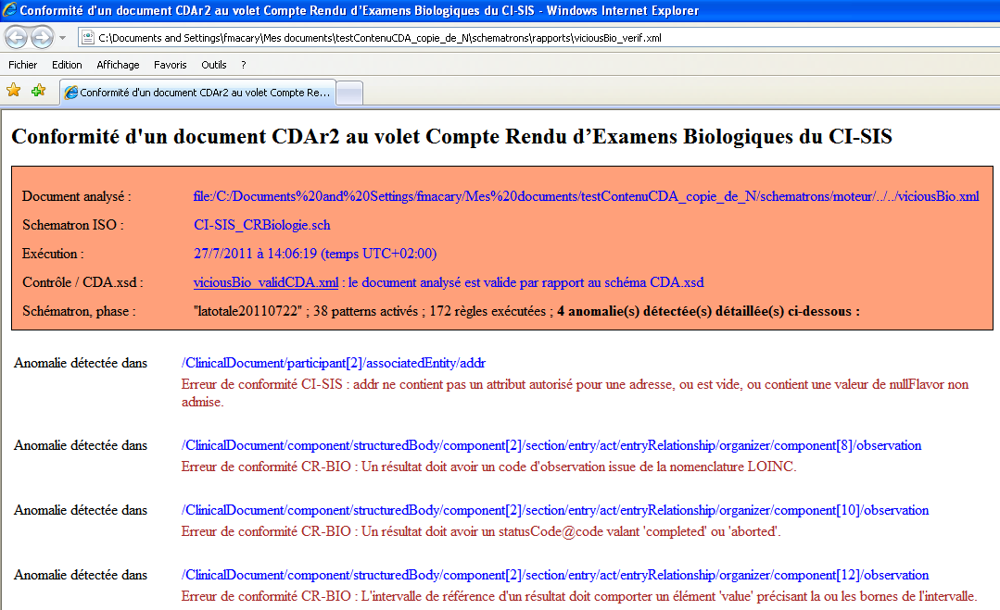 Conformité d'un document CDAr2 au volet Compte Rendu d'Examens Biologiques du CI-SIS - Windows Internet Explorer
C:\Documents and Settings\fmacary\Mes documents\testContenuCDA_copie_de_N\schematrons\rapports\viciousBio_verif.xml
Fichier Edition Affichage Favoris Outils ?
Conformité d'un document CDAr2 au volet Compte Re...
Conformité d'un document CDAr2 au volet Compte Rendu d’Examens Biologiques du CI-SIS
Document analysé : file:/C:/Documents%20and%20Settings/fmacary/Mes%20documents/testContenuCDA_copie_de_N/schematrons/moteur/../../viciousBio.xml
Schematron ISO : CI-SIS_CRBiologie.sch
Exécution : 27/7/2011 à 14:06:19 (temps UTC+02:00)
Contrôle / CDA.xsd : viciousBio_validCDA.xml : le document analysé est valide par rapport au schéma CDA.xsd
Schématron, phase : "latotale20110722" ; 38 patterns activés ; 172 règles exécutées ; 4 anomalie(s) détectée(s) détaillée(s) ci-dessous :
Anomalie détectée dans /ClinicalDocument/participant[2]/associatedEntity/addr
Erreur de conformité CI-SIS : addr ne contient pas un attribut autorisé pour une adresse, ou est vide, ou contient une valeur de nullFlavor non
admise.
Anomalie détectée dans /ClinicalDocument/component/structuredBody/component[2]/section/entry/act/entryRelationship/organizer/component[8]/observation
Erreur de conformité CR-BIO : Un résultat doit avoir un code d'observation issue de la nomenclature LOINC.
Anomalie détectée dans /ClinicalDocument/component/structuredBody/component[2]/section/entry/act/entryRelationship/organizer/component[10]/observation
Erreur de conformité CR-BIO : Un résultat doit avoir un statusCode@code valant 'completed' ou 'aborted'.
Anomalie détectée dans /ClinicalDocument/component/structuredBody/component[2]/section/entry/act/entryRelationship/organizer/component[12]/observation
Erreur de conformité CR-BIO : L'intervalle de référence d'un résultat doit comporter un élément 'value' précisant la ou les bornes de l'intervalle.